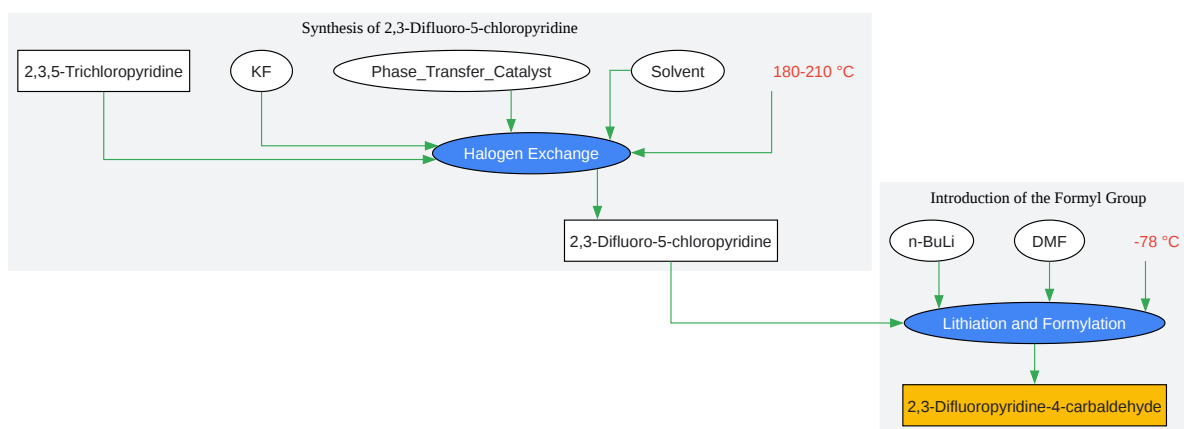 Synthesis of 2,3-Difluoro-5-chloropyridine
2,3,5-Trichloropyridine
KF
Phase_Transfer_Catalyst
Solvent
180-210 °C
Halogen Exchange
2,3-Difluoro-5-chloropyridine
Introduction of the Formyl Group
n-BuLi
DMF
-78 °C
Lithiation and Formylation
2,3-Difluoropyridine-4-carbaldehyde